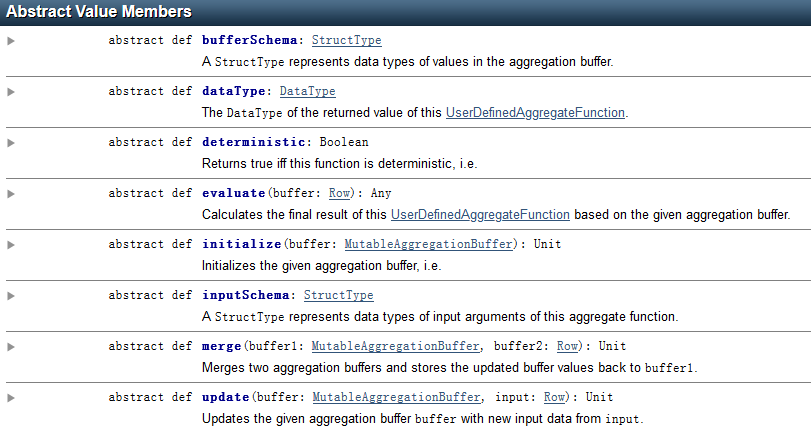 Abstract Value Members
abstract def bufferSchema: StructType
A StructType represents data types of values in the aggregation buffer.
abstract def dataType: DataType
The DataType of the returned value of this UserDefinedAggregateFunction.
abstract def deterministic: Boolean
Returns true iff this function is deterministic, i.e.
abstract def evaluate(buffer: Row): Any
Calculates the final result of this UserDefinedAggregateFunction based on the given aggregation buffer.
abstract def initialize(buffer: MutableAggregationBuffer): Unit
Initializes the given aggregation buffer, i.e.
abstract def inputSchema: StructType
A StructType represents data types of input arguments of this aggregate function.
abstract def merge(buffer1: MutableAggregationBuffer, buffer2: Row): Unit
Merges two aggregation buffers and stores the updated buffer values back to buffer1.
abstract def update(buffer: MutableAggregationBuffer, input: Row): Unit
Updates the given aggregation buffer buffer with new input data from input.